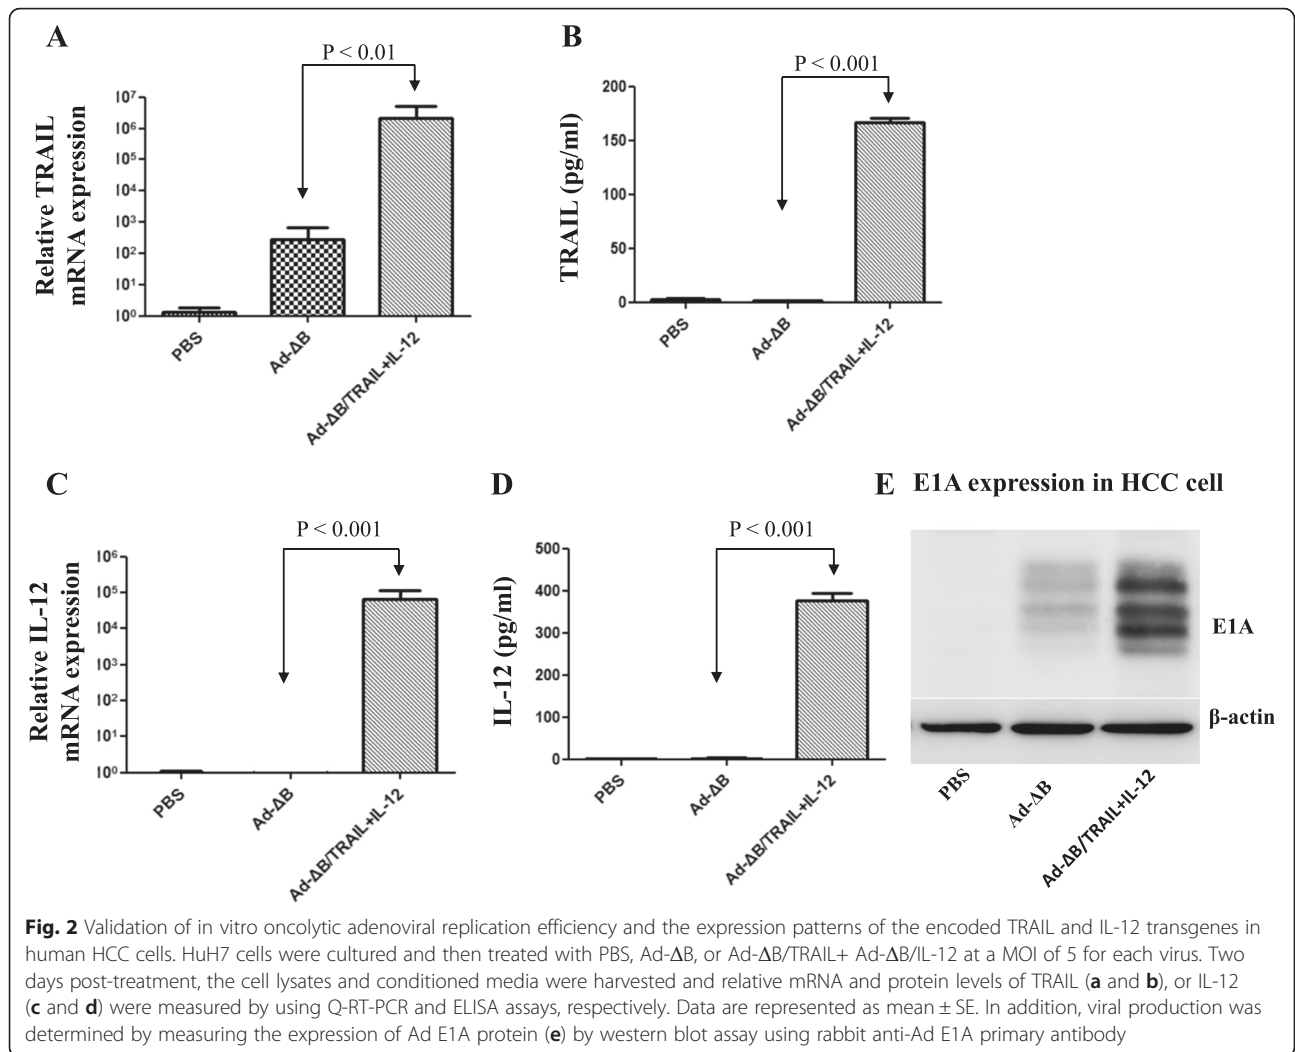 A
P < 0.01
Relative TRAIL
mRNA expression
10⁷
10⁶
10⁵
10⁴
10³
10²
10¹
10⁰
PBS
Ad-ΔB
Ad-ΔB/TRAIL+IL-12
B
P < 0.001
TRAIL (pg/ml)
200
150
100
50
0
PBS
Ad-ΔB
Ad-ΔB/TRAIL+IL-12
C
P < 0.001
Relative IL-12
mRNA expression
10⁶
10⁵
10⁴
10³
10²
10¹
10⁰
PBS
Ad-ΔB
Ad-ΔB/TRAIL+IL-12
D
P < 0.001
IL-12 (pg/ml)
500
400
300
200
100
0
PBS
Ad-ΔB
Ad-ΔB/TRAIL+IL-12
E E1A expression in HCC cell
E1A
β-actin
PBS
Ad-ΔB
Ad-ΔB/TRAIL+IL-12
Fig. 2 Validation of in vitro oncolytic adenoviral replication efficiency and the expression patterns of the encoded TRAIL and IL-12 transgenes in
human HCC cells. HuH7 cells were cultured and then treated with PBS, Ad-ΔB, or Ad-ΔB/TRAIL+ Ad-ΔB/IL-12 at a MOI of 5 for each virus. Two
days post-treatment, the cell lysates and conditioned media were harvested and relative mRNA and protein levels of TRAIL (a and b), or IL-12
(c and d) were measured by using Q-RT-PCR and ELISA assays, respectively. Data are represented as mean ± SE. In addition, viral production was
determined by measuring the expression of Ad E1A protein (e) by western blot assay using rabbit anti-Ad E1A primary antibody